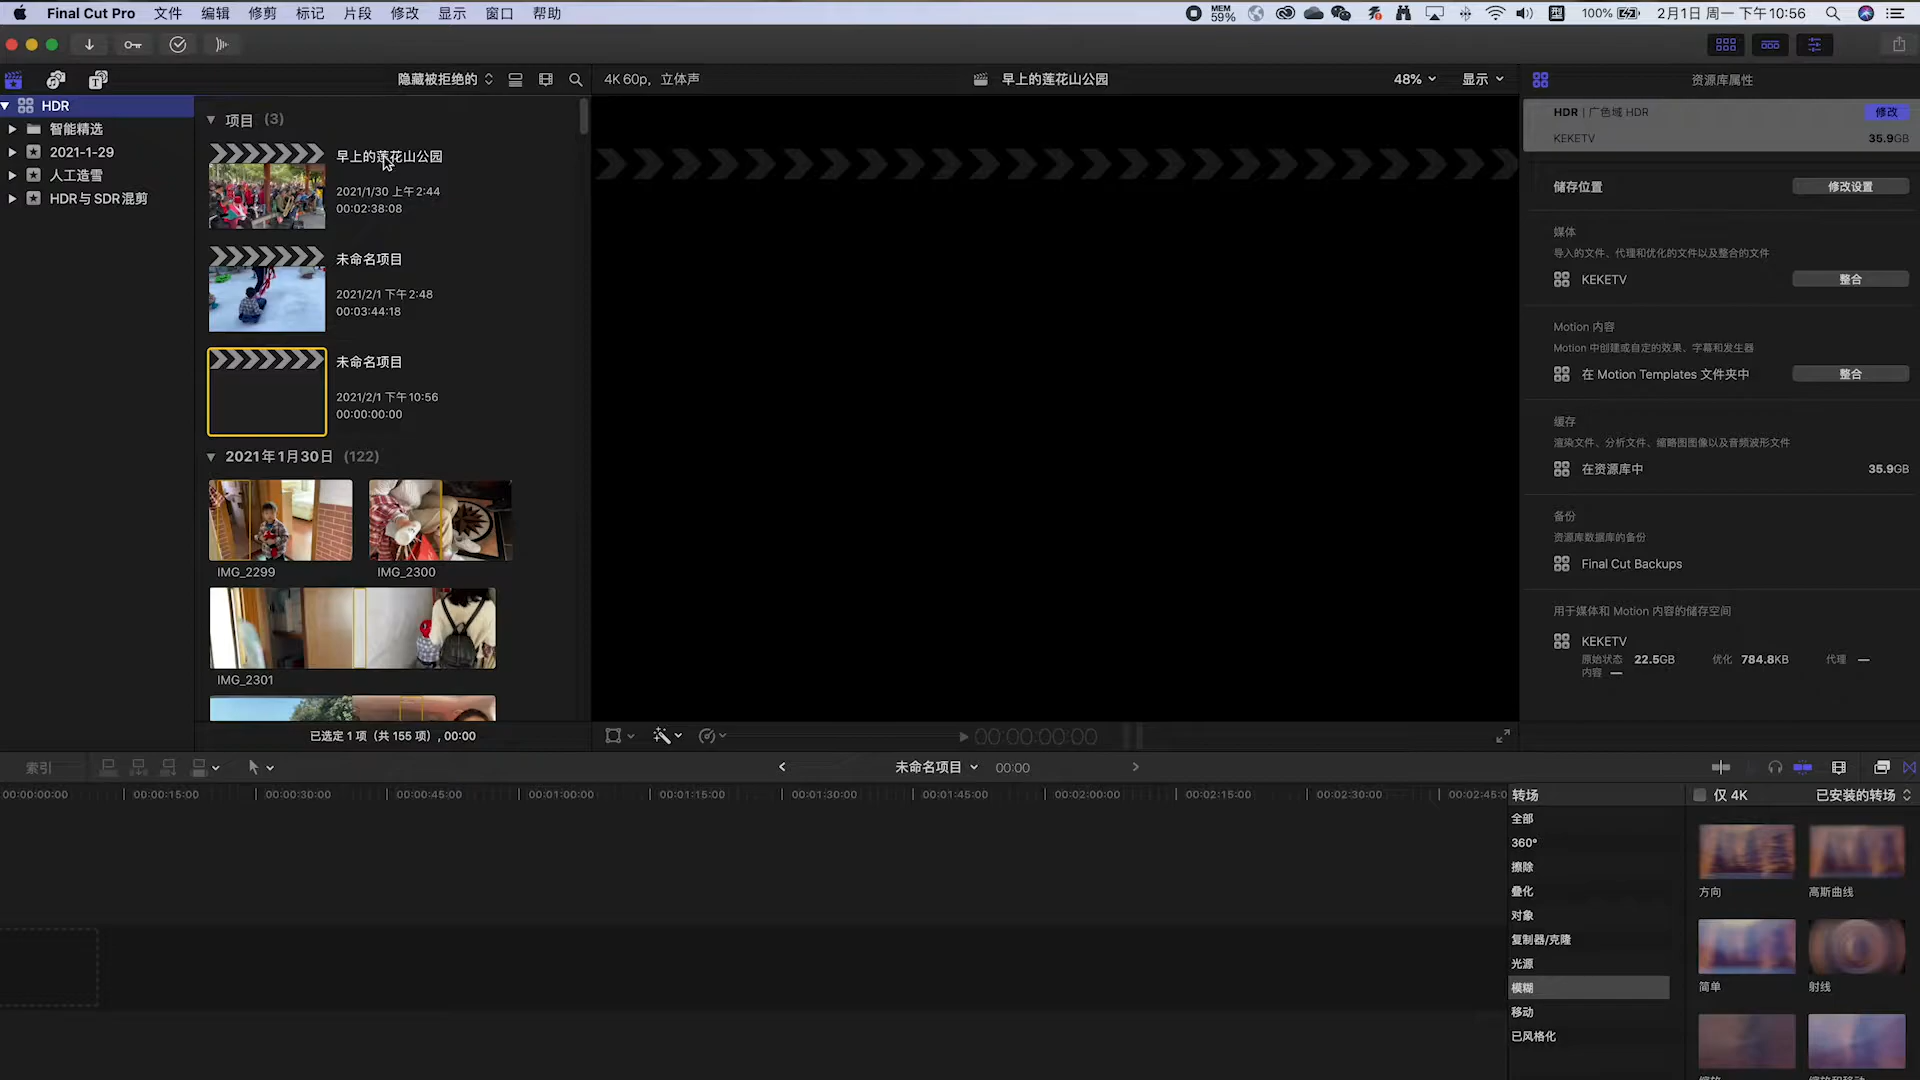 Final Cut Pro 文件 编辑 修剪 标记 片段 修改 显示 窗口 帮助
MEM 59% 100% 2月1日 周一 下午10:56
隐藏被拒绝的
4K 60p，立体声
早上的莲花山公园
48% 显示
资源库属性
HDR
智能精选
2021-1-29
人工造雪
HDR与SDR混剪
项目 (3)
早上的莲花山公园
2021/1/30 上午2:44
00:02:38:08
未命名项目
2021/2/1 下午2:48
00:03:44:18
未命名项目
2021/2/1 下午10:56
00:00:00:00
2021年1月30日 (122)
IMG_2299
IMG_2300
IMG_2301
已选定 1 项（共 155 项）, 00:00
00:00:00:00
HDR | 广色域 HDR 修改
KEKETV 35.9GB
储存位置 修改设置
媒体
导入的文件、代理和优化的文件以及整合的文件
KEKETV 整合
Motion 内容
Motion 中创建或自定的效果、字幕和发生器
在 Motion Templates 文件夹中 整合
缓存
渲染文件、分析文件、缩略图图像以及音频波形文件
在资源库中 35.9GB
备份
资源库数据库的备份
Final Cut Backups
用于媒体和 Motion 内容的储存空间
KEKETV
原始状态 22.5GB 优化 784.8KB 代理 —
内容 —
索引
未命名项目 00:00
00:00:00:00 00:00:15:00 00:00:30:00 00:00:45:00 00:01:00:00 00:01:15:00 00:01:30:00 00:01:45:00 00:02:00:00 00:02:15:00 00:02:30:00 00:02:45:0
转场
仅 4K
已安装的转场
全部
360°
擦除
叠化
对象
复制器/克隆
光源
模糊
移动
已风格化
方向
高斯曲线
简单
射线